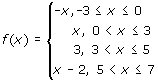 f(x) =
-x, -3 ≤ x ≤ 0
x, 0 < x ≤ 3
3, 3 < x ≤ 5
x - 2, 5 < x ≤ 7